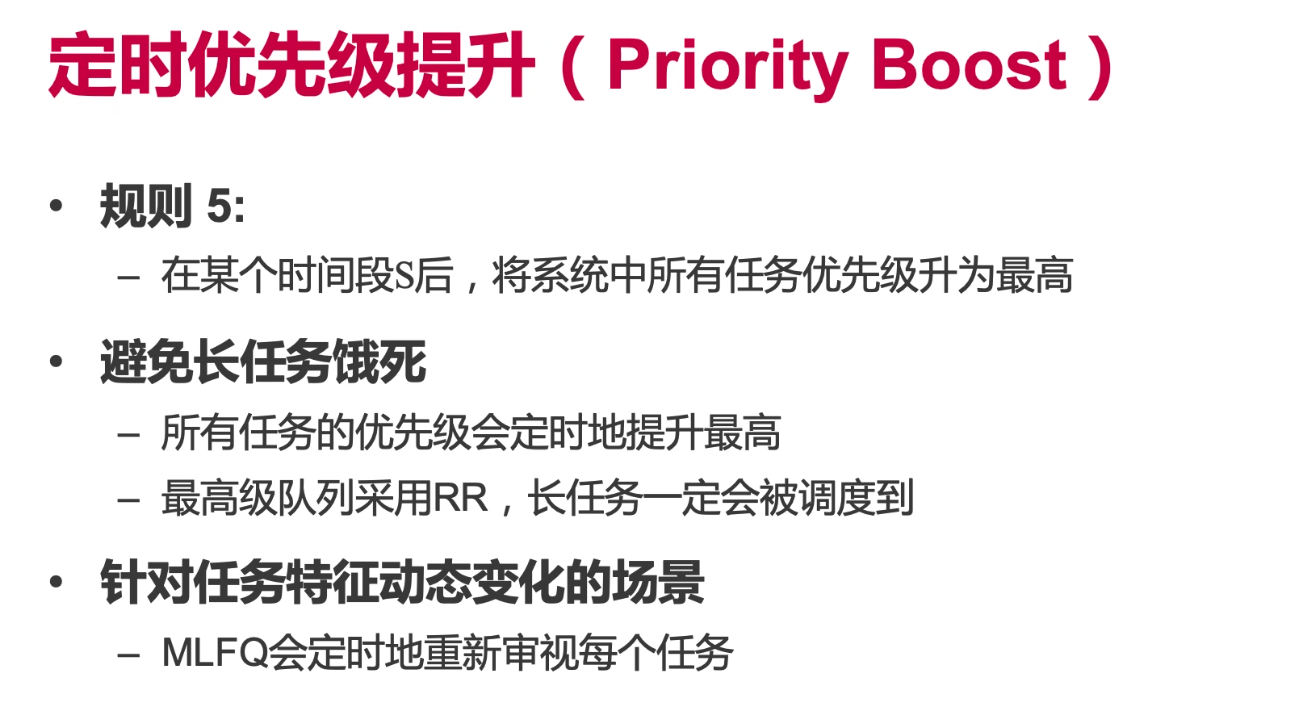 定时优先级提升（Priority Boost）
• 规则 5:
– 在某个时间段S后，将系统中所有任务优先级升为最高
• 避免长任务饿死
– 所有任务的优先级会定时地提升最高
– 最高级队列采用RR，长任务一定会被调度到
• 针对任务特征动态变化的场景
– MLFQ会定时地重新审视每个任务